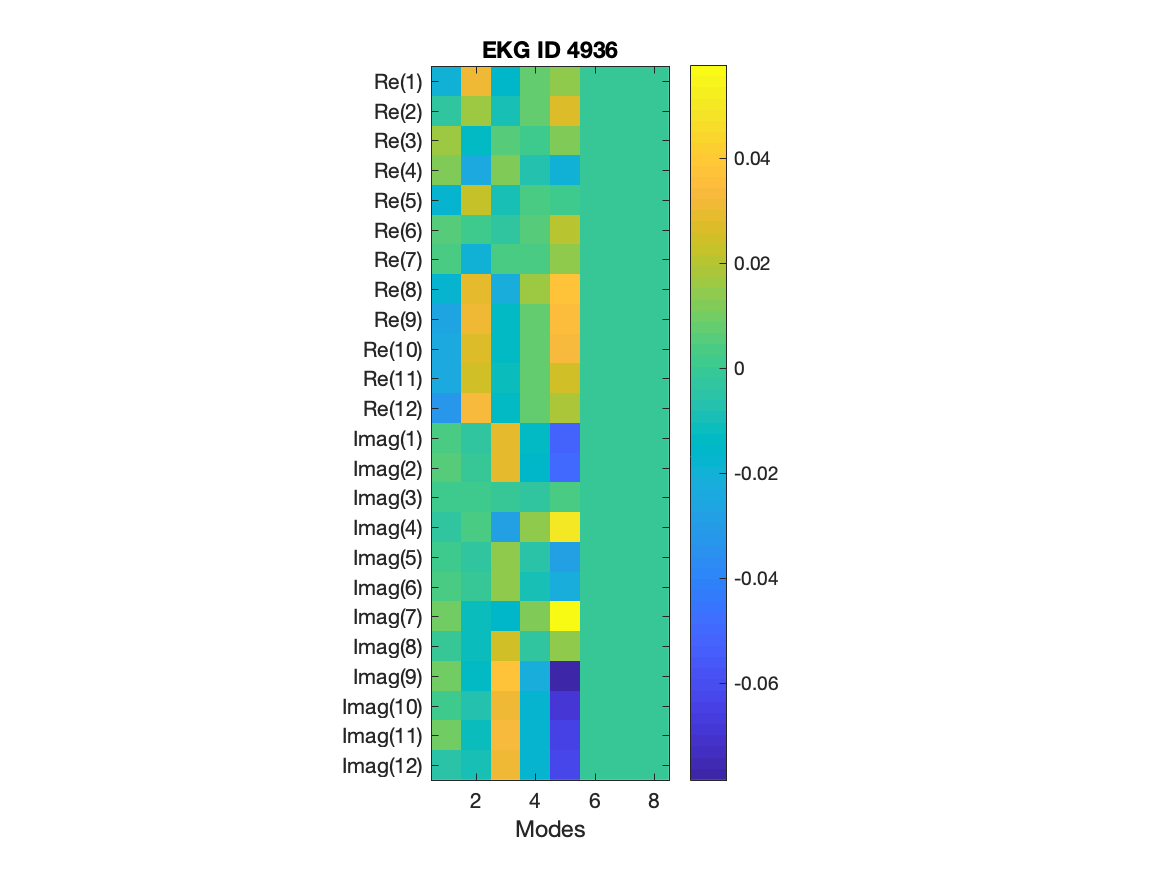 EKG ID 4936
Re(1)
Re(2)
Re(3)
Re(4)
Re(5)
Re(6)
Re(7)
Re(8)
Re(9)
Re(10)
Re(11)
Re(12)
Imag(1)
Imag(2)
Imag(3)
Imag(4)
Imag(5)
Imag(6)
Imag(7)
Imag(8)
Imag(9)
Imag(10)
Imag(11)
Imag(12)
2 4 6 8
Modes
0.04
0.02
0
-0.02
-0.04
-0.06